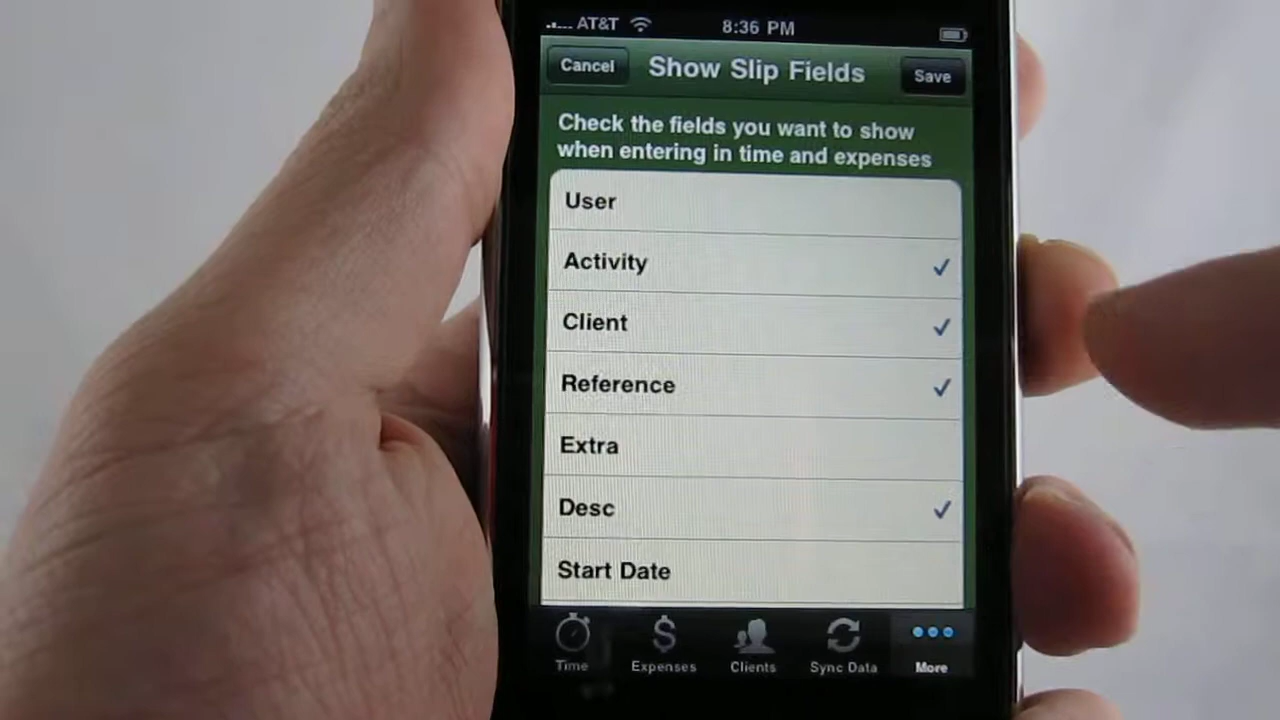 AT&T 8:36 PM
Cancel Show Slip Fields Save
Check the fields you want to show
when entering in time and expenses
User
Activity
Client
Reference
Extra
Desc
Start Date
Time Expenses Clients Sync Data More